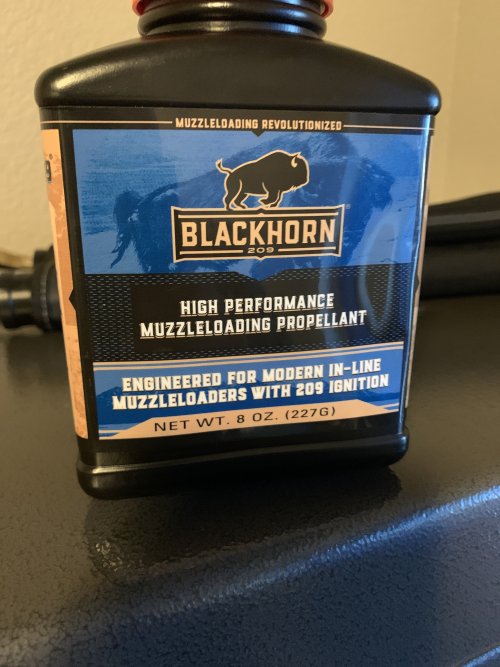 MUZZLELOADING REVOLUTIONIZED
BLACKHORN
209
HIGH PERFORMANCE
MUZZLELOADING PROPELLANT
ENGINEERED FOR MODERN IN-LINE
MUZZLELOADERS WITH 209 IGNITION
NET WT. 8 OZ. (227G)